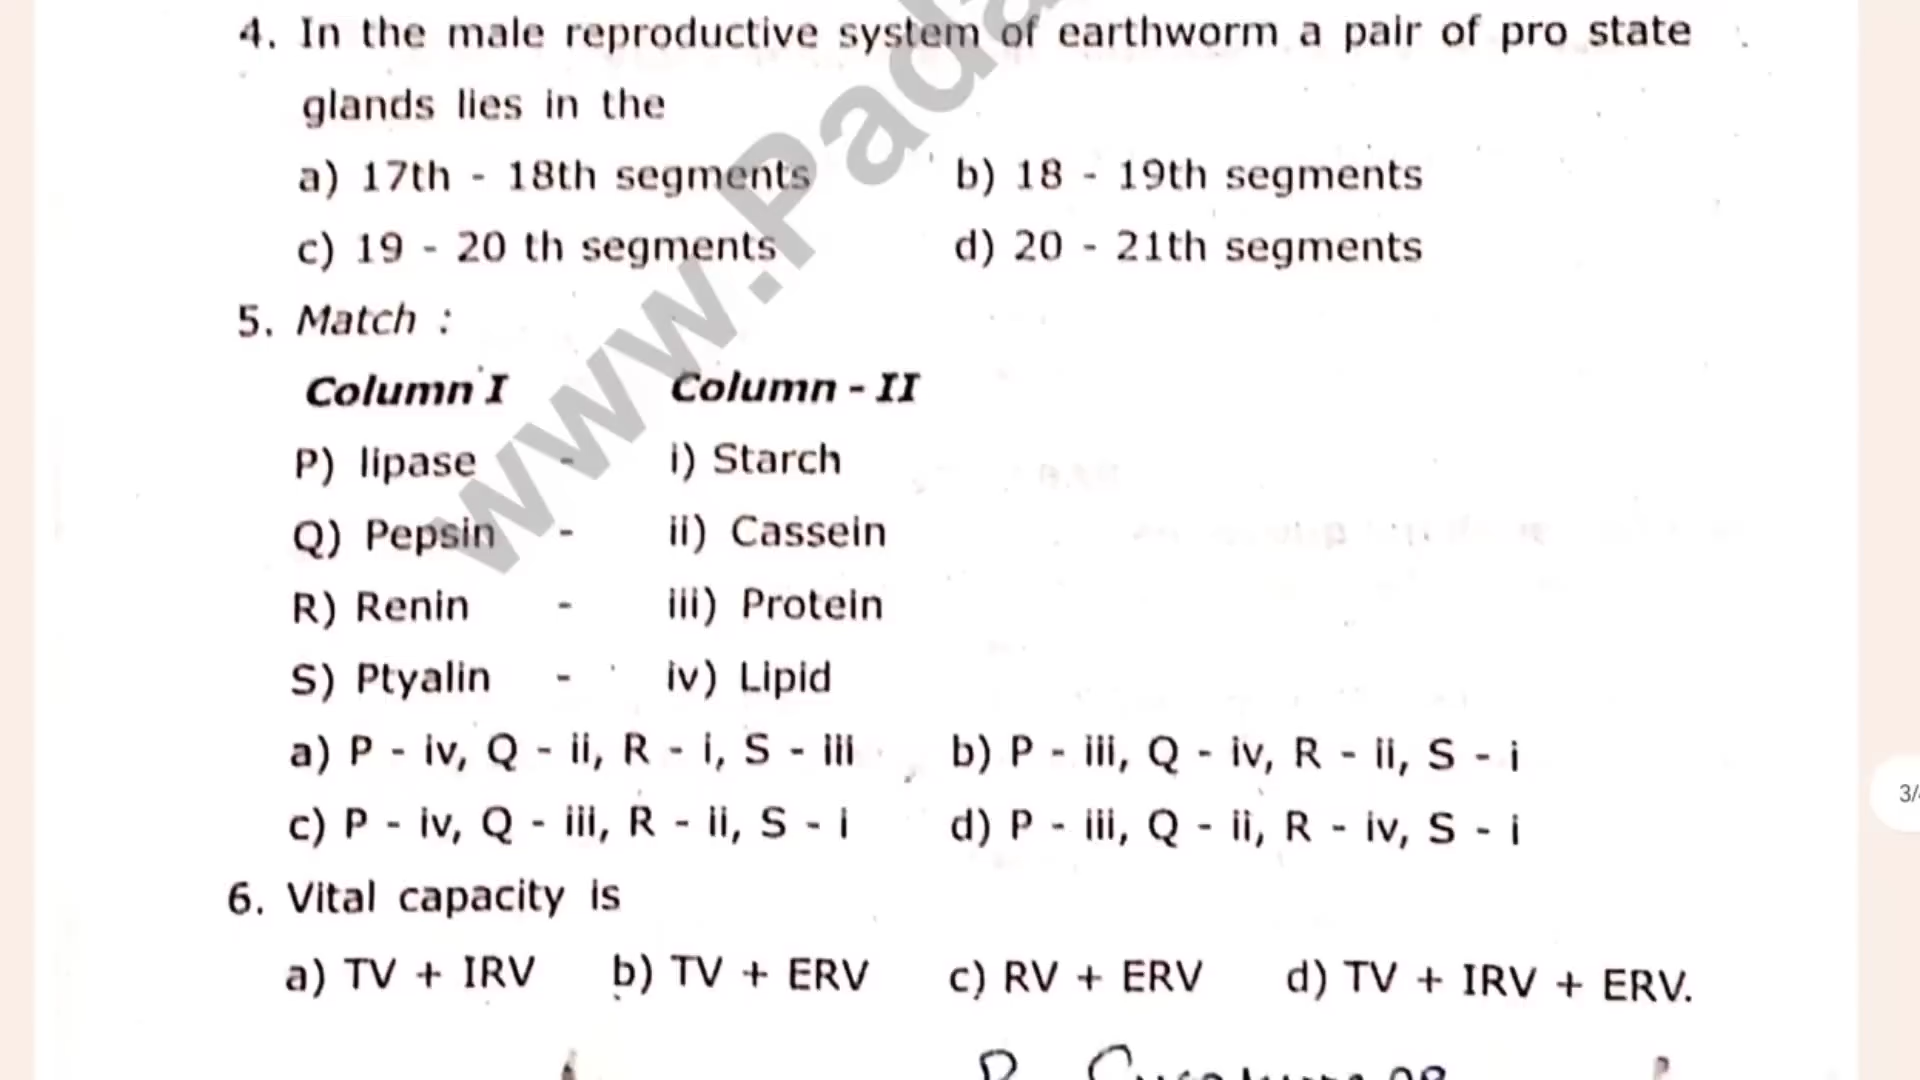 4. In the male reproductive system of earthworm a pair of pro state
glands lies in the
a) 17th - 18th segments b) 18 - 19th segments
c) 19 - 20 th segments d) 20 - 21th segments
5. Match :
Column I Column - II
P) lipase - i) Starch
Q) Pepsin - ii) Cassein
R) Renin - iii) Protein
S) Ptyalin - iv) Lipid
a) P - iv, Q - ii, R - i, S - iii b) P - iii, Q - iv, R - ii, S - i
c) P - iv, Q - iii, R - ii, S - i d) P - iii, Q - ii, R - iv, S - i
6. Vital capacity is
a) TV + IRV b) TV + ERV c) RV + ERV d) TV + IRV + ERV.
www.Pada
3/